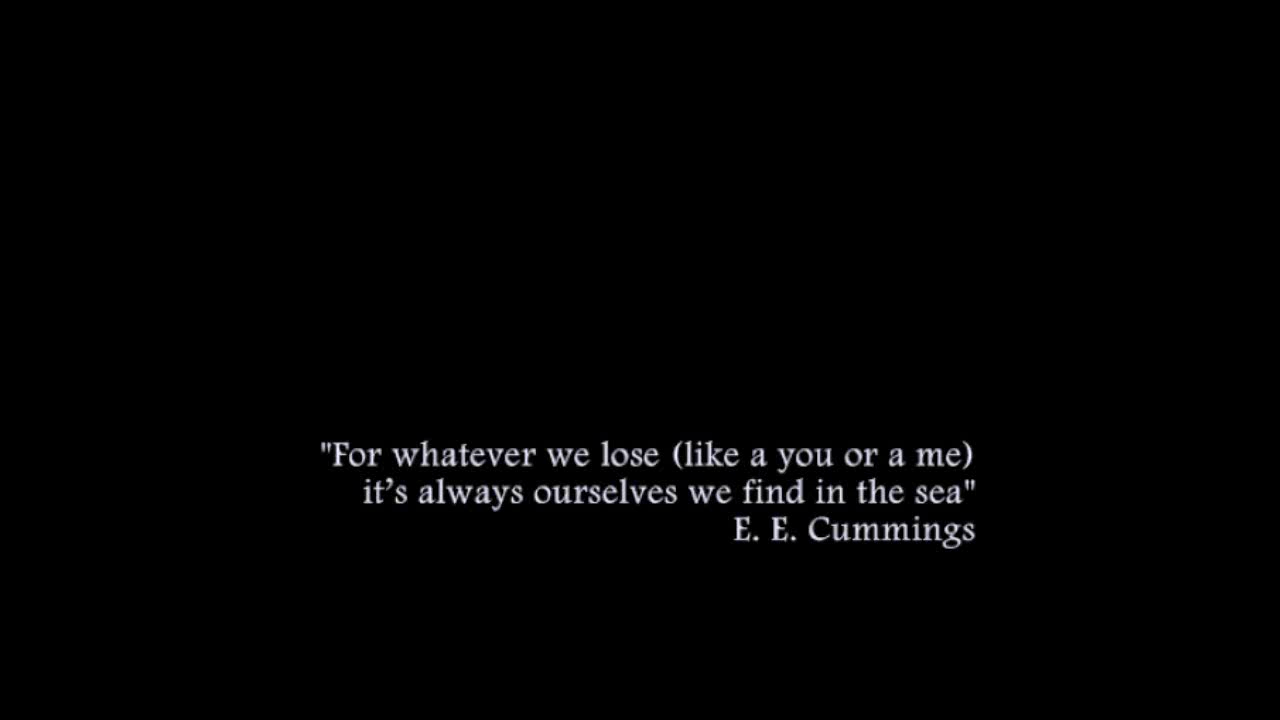 "For whatever we lose (like a you or a me)
it's always ourselves we find in the sea"
E. E. Cummings